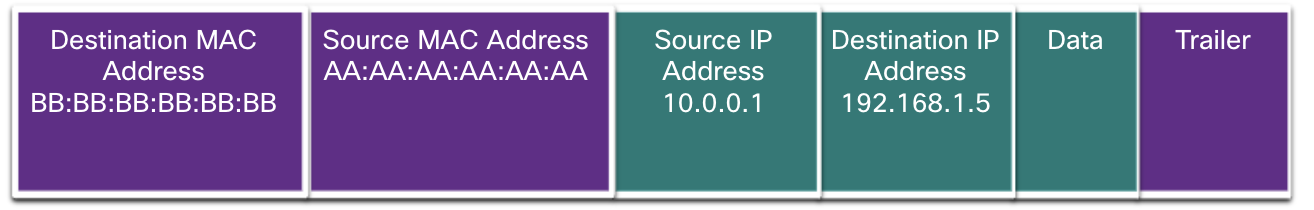 Destination MAC
Address
BB:BB:BB:BB:BB:BB
Source MAC Address
AA:AA:AA:AA:AA:AA
Source IP
Address
10.0.0.1
Destination IP
Address
192.168.1.5
Data
Trailer